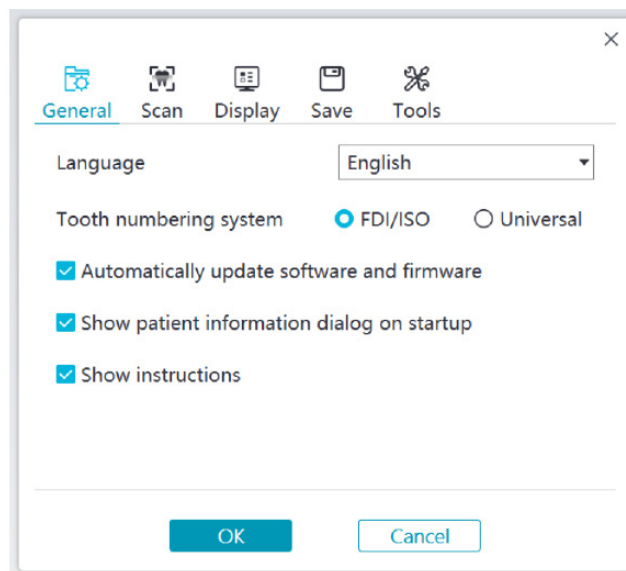 General Scan Display Save Tools
Language English
Tooth numbering system FDI/ISO Universal
Automatically update software and firmware
Show patient information dialog on startup
Show instructions
OK Cancel